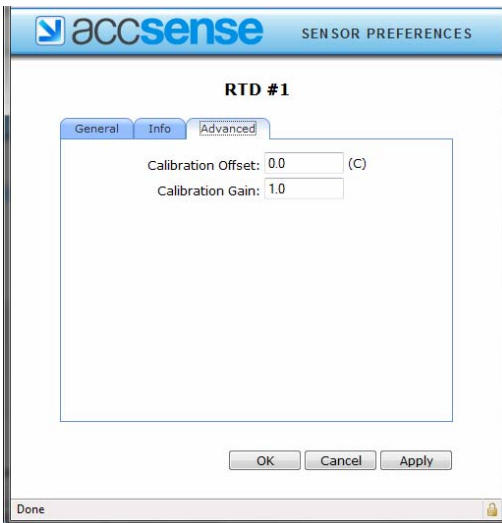 accsense SENSOR PREFERENCES
RTD #1
General Info Advanced
Calibration Offset: 0.0 (C)
Calibration Gain: 1.0
OK Cancel Apply
Done